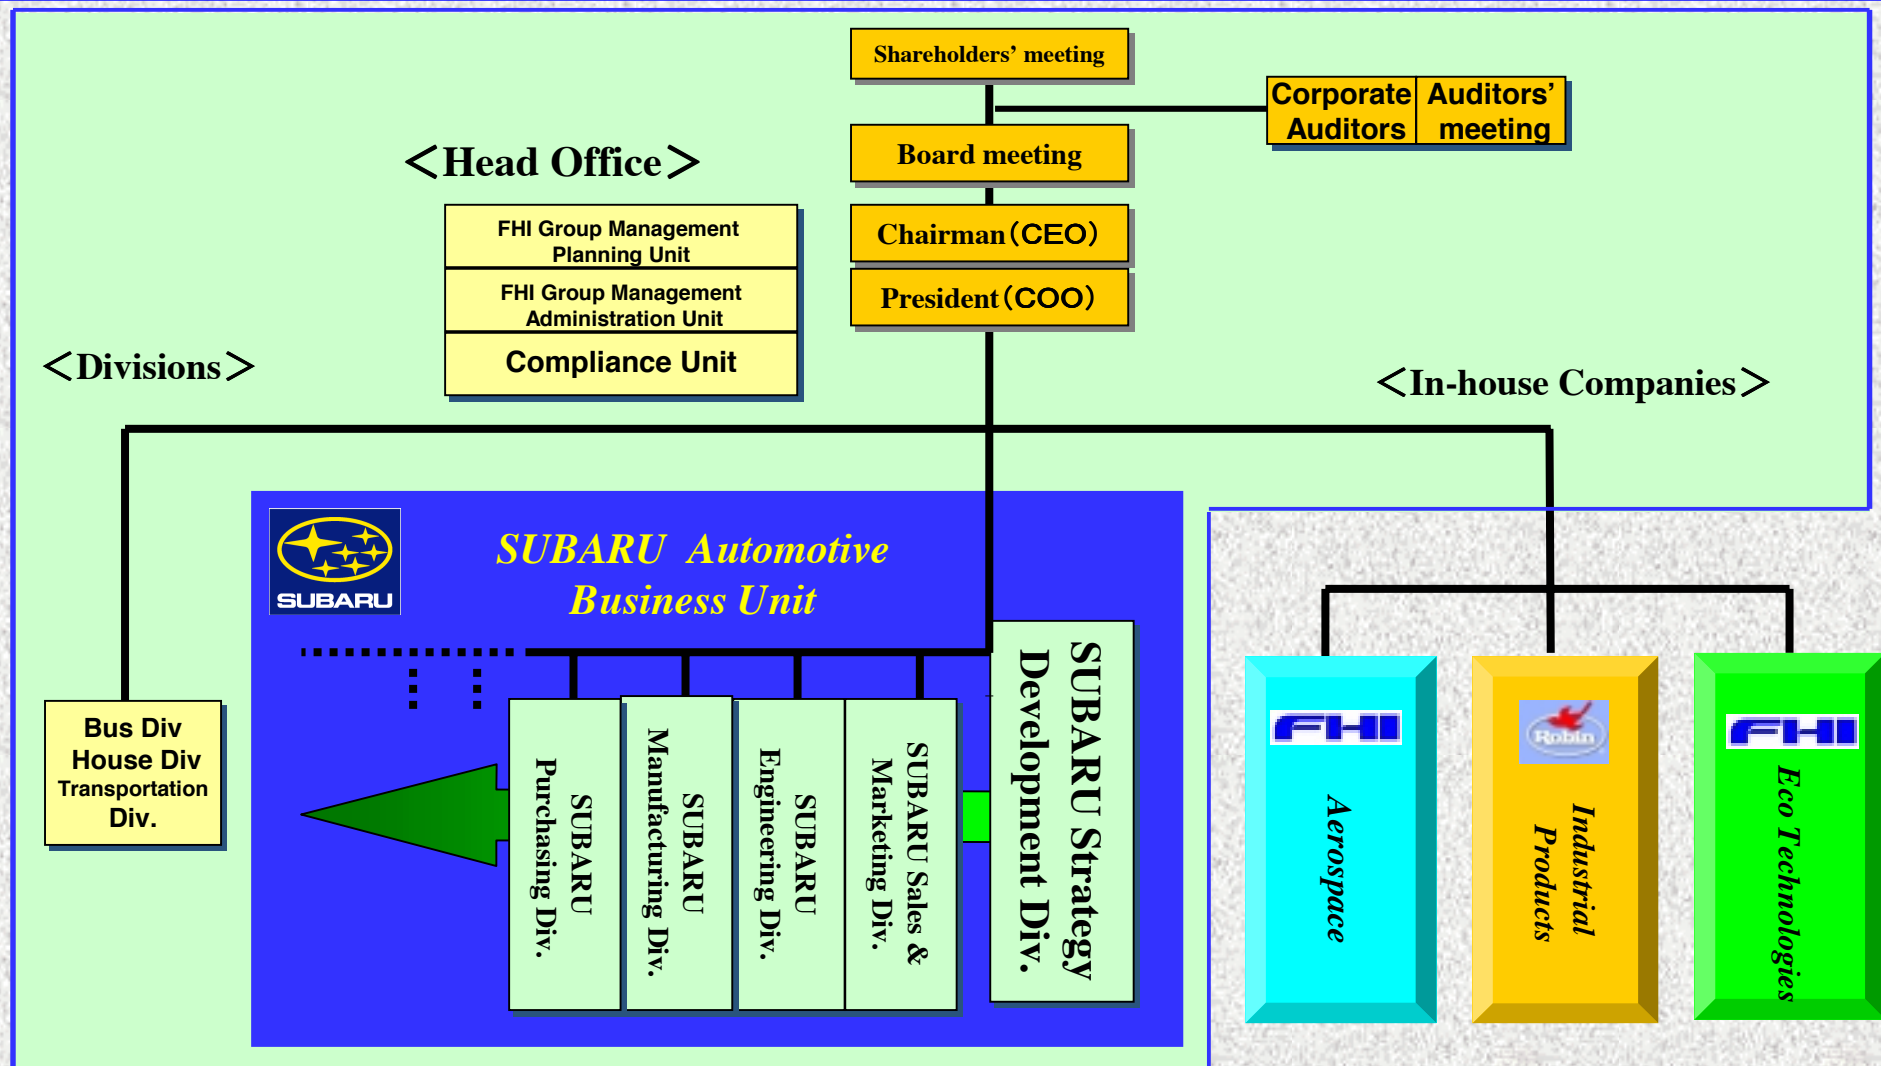 Shareholders’ meeting
Corporate
Auditors
Auditors’
meeting
Board meeting
＜Head Office＞
FHI Group Management
Planning Unit
FHI Group Management
Administration Unit
Compliance Unit
Chairman（CEO）
President（COO）
＜Divisions＞
＜In-house Companies＞
SUBARU
SUBARU Automotive
Business Unit
Bus Div
House Div
Transportation
Div.
SUBARU
Purchasing Div.
SUBARU
Manufacturing Div.
SUBARU
Engineering Div.
SUBARU Sales &
Marketing Div.
SUBARU Strategy
Development Div.
FHI
Aerospace
Robin
Industrial
Products
FHI
Eco Technologies